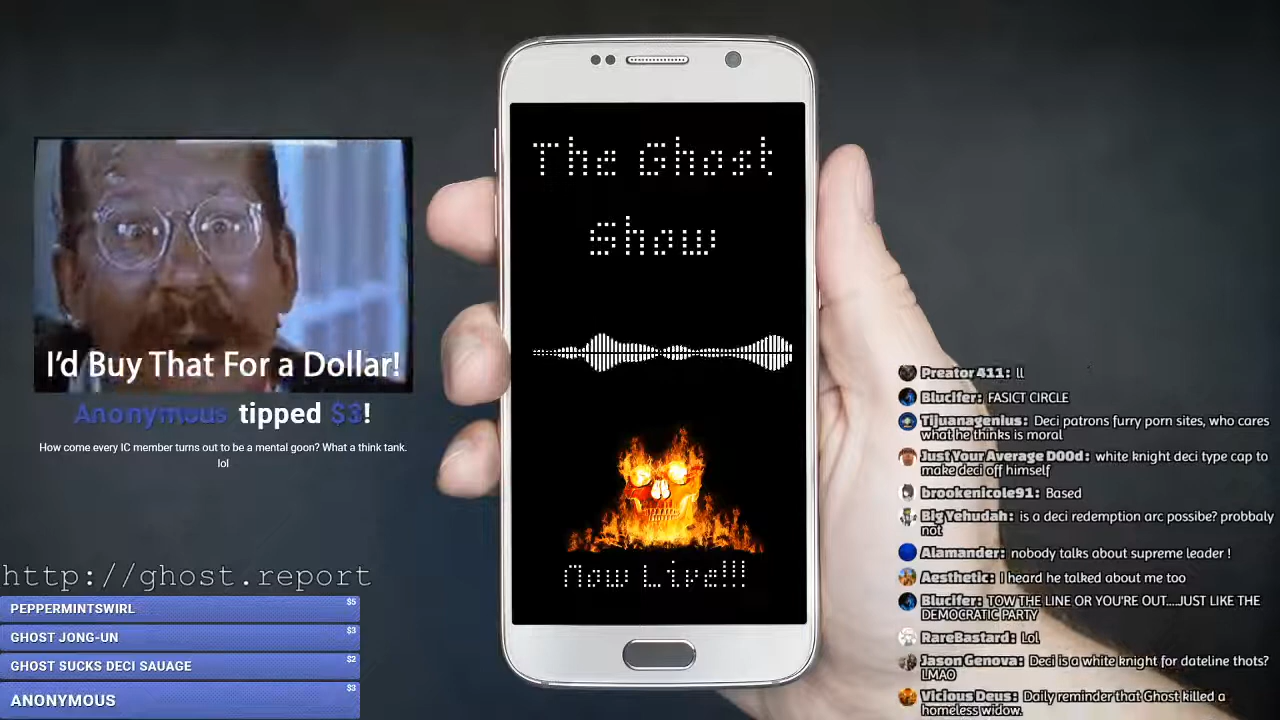 The Ghost
Show
Now Live!!!
I'd Buy That For a Dollar!
Anonymous tipped $3!
How come every IC member turns out to be a mental goon? What a think tank.
lol
http://ghost.report
PEPPERMINTSWIRL $5
GHOST JONG-UN $3
GHOST SUCKS DECI SAUAGE $2
ANONYMOUS $3
Preator 411: ll
Blucifer: FASICT CIRCLE
Tijuanagenius: Deci patrons furry porn sites, who cares
what he thinks is moral
Just Your Average D00d: white knight deci type cap to
make deci off himself
brookenicole91: Based
BigYehudah: is a deci redemption arc possibe? probbaly
not
Alamander: nobody talks about supreme leader !
Aesthetic: I heard he talked about me too
Blucifer: TOW THE LINE OR YOU'RE OUT....JUST LIKE THE
DEMOCRATIC PARTY
RareBastard: Lol
Jason Genova: Deci is a white knight for dateline thots?
LMAO
Vicious Deus: Daily reminder that Ghost killed a
homeless widow.